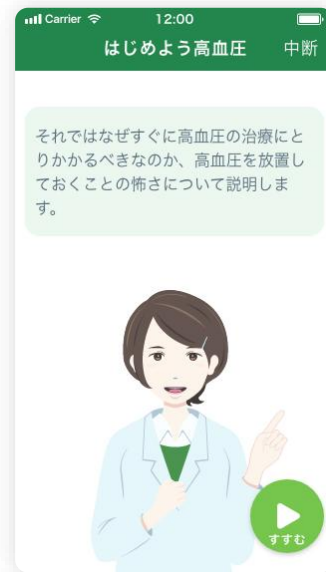 Carrier 12:00
はじめよう高血圧 中断
それではなぜすぐに高血圧の治療にと
りかかるべきなのか、高血圧を放置し
ておくことの怖さについて説明しま
す。
すすむ